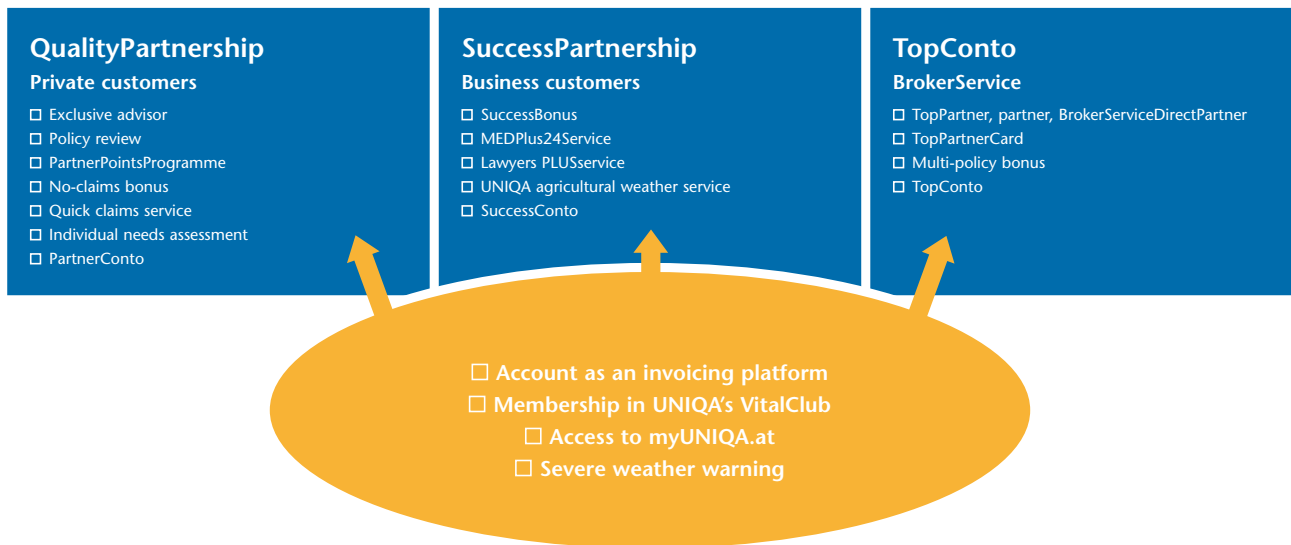 QualityPartnership
Private customers
☐ Exclusive advisor
☐ Policy review
☐ PartnerPointsProgramme
☐ No-claims bonus
☐ Quick claims service
☐ Individual needs assessment
☐ PartnerConto
SuccessPartnership
Business customers
☐ SuccessBonus
☐ MEDPlus24Service
☐ Lawyers PLUSservice
☐ UNIQA agricultural weather service
☐ SuccessConto
TopConto
BrokerService
☐ TopPartner, partner, BrokerServiceDirectPartner
☐ TopPartnerCard
☐ Multi-policy bonus
☐ TopConto
☐ Account as an invoicing platform
☐ Membership in UNIQA’s VitalClub
☐ Access to myUNIQA.at
☐ Severe weather warning